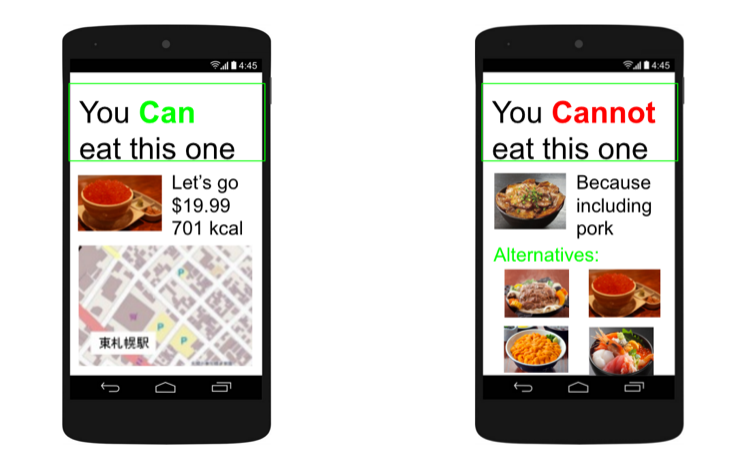 4:45
You Can
eat this one
Let's go
$19.99
701 kcal
P
P
P
東札幌駅
4:45
You Cannot
eat this one
Because
including
pork
Alternatives: